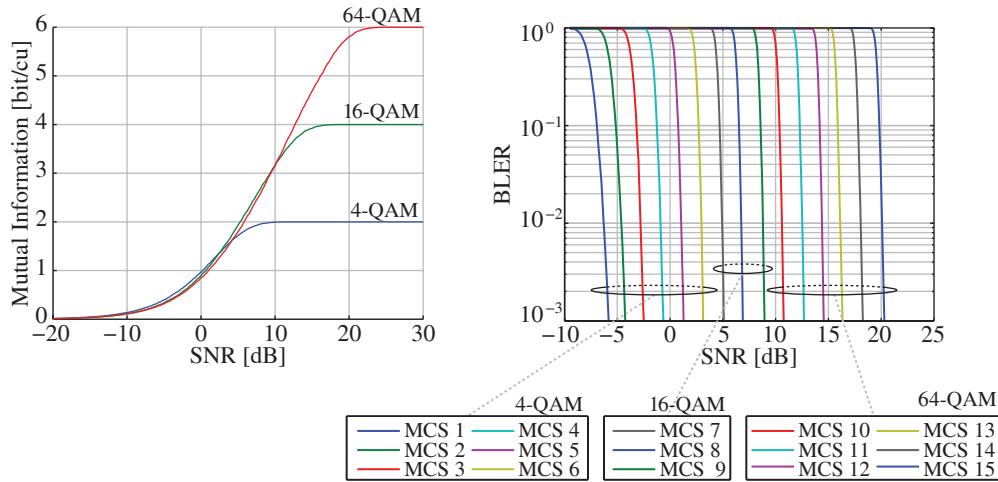 64-QAM
16-QAM
4-QAM
6
5
4
3
2
1
0
Mutual Information [bit/cu]
−20 −10 0 10 20 30
SNR [dB]
10^0
10^−1
10^−2
10^−3
BLER
−10 −5 0 5 10 15 20 25
SNR [dB]
4-QAM 16-QAM 64-QAM
MCS 1 MCS 4 MCS 7 MCS 10 MCS 13
MCS 2 MCS 5 MCS 8 MCS 11 MCS 14
MCS 3 MCS 6 MCS 9 MCS 12 MCS 15